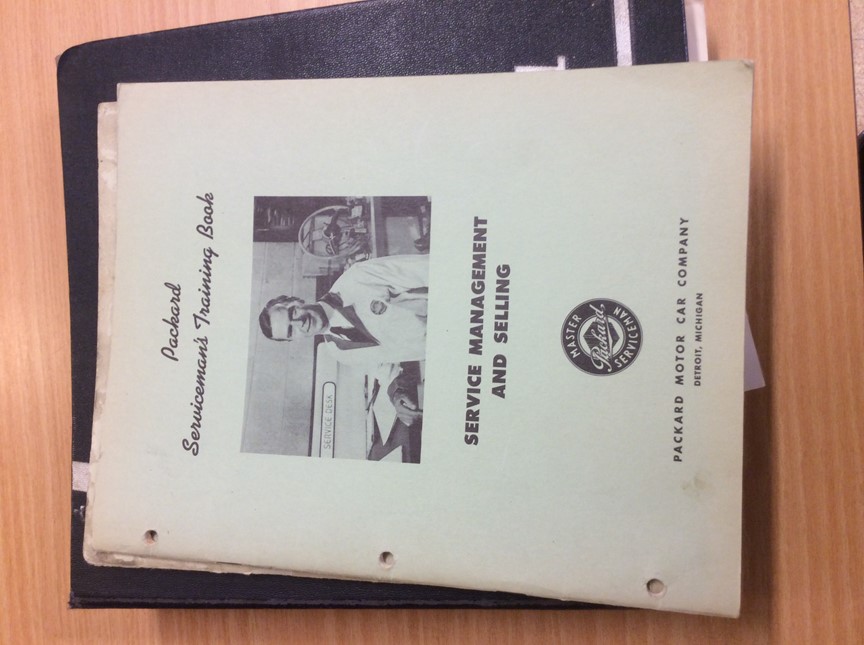 Packard
Serviceman's Training Book
SERVICE DESK
SERVICE MANAGEMENT
AND SELLING
MASTER
Packard
SERVICEMAN
PACKARD MOTOR CAR COMPANY
DETROIT, MICHIGAN